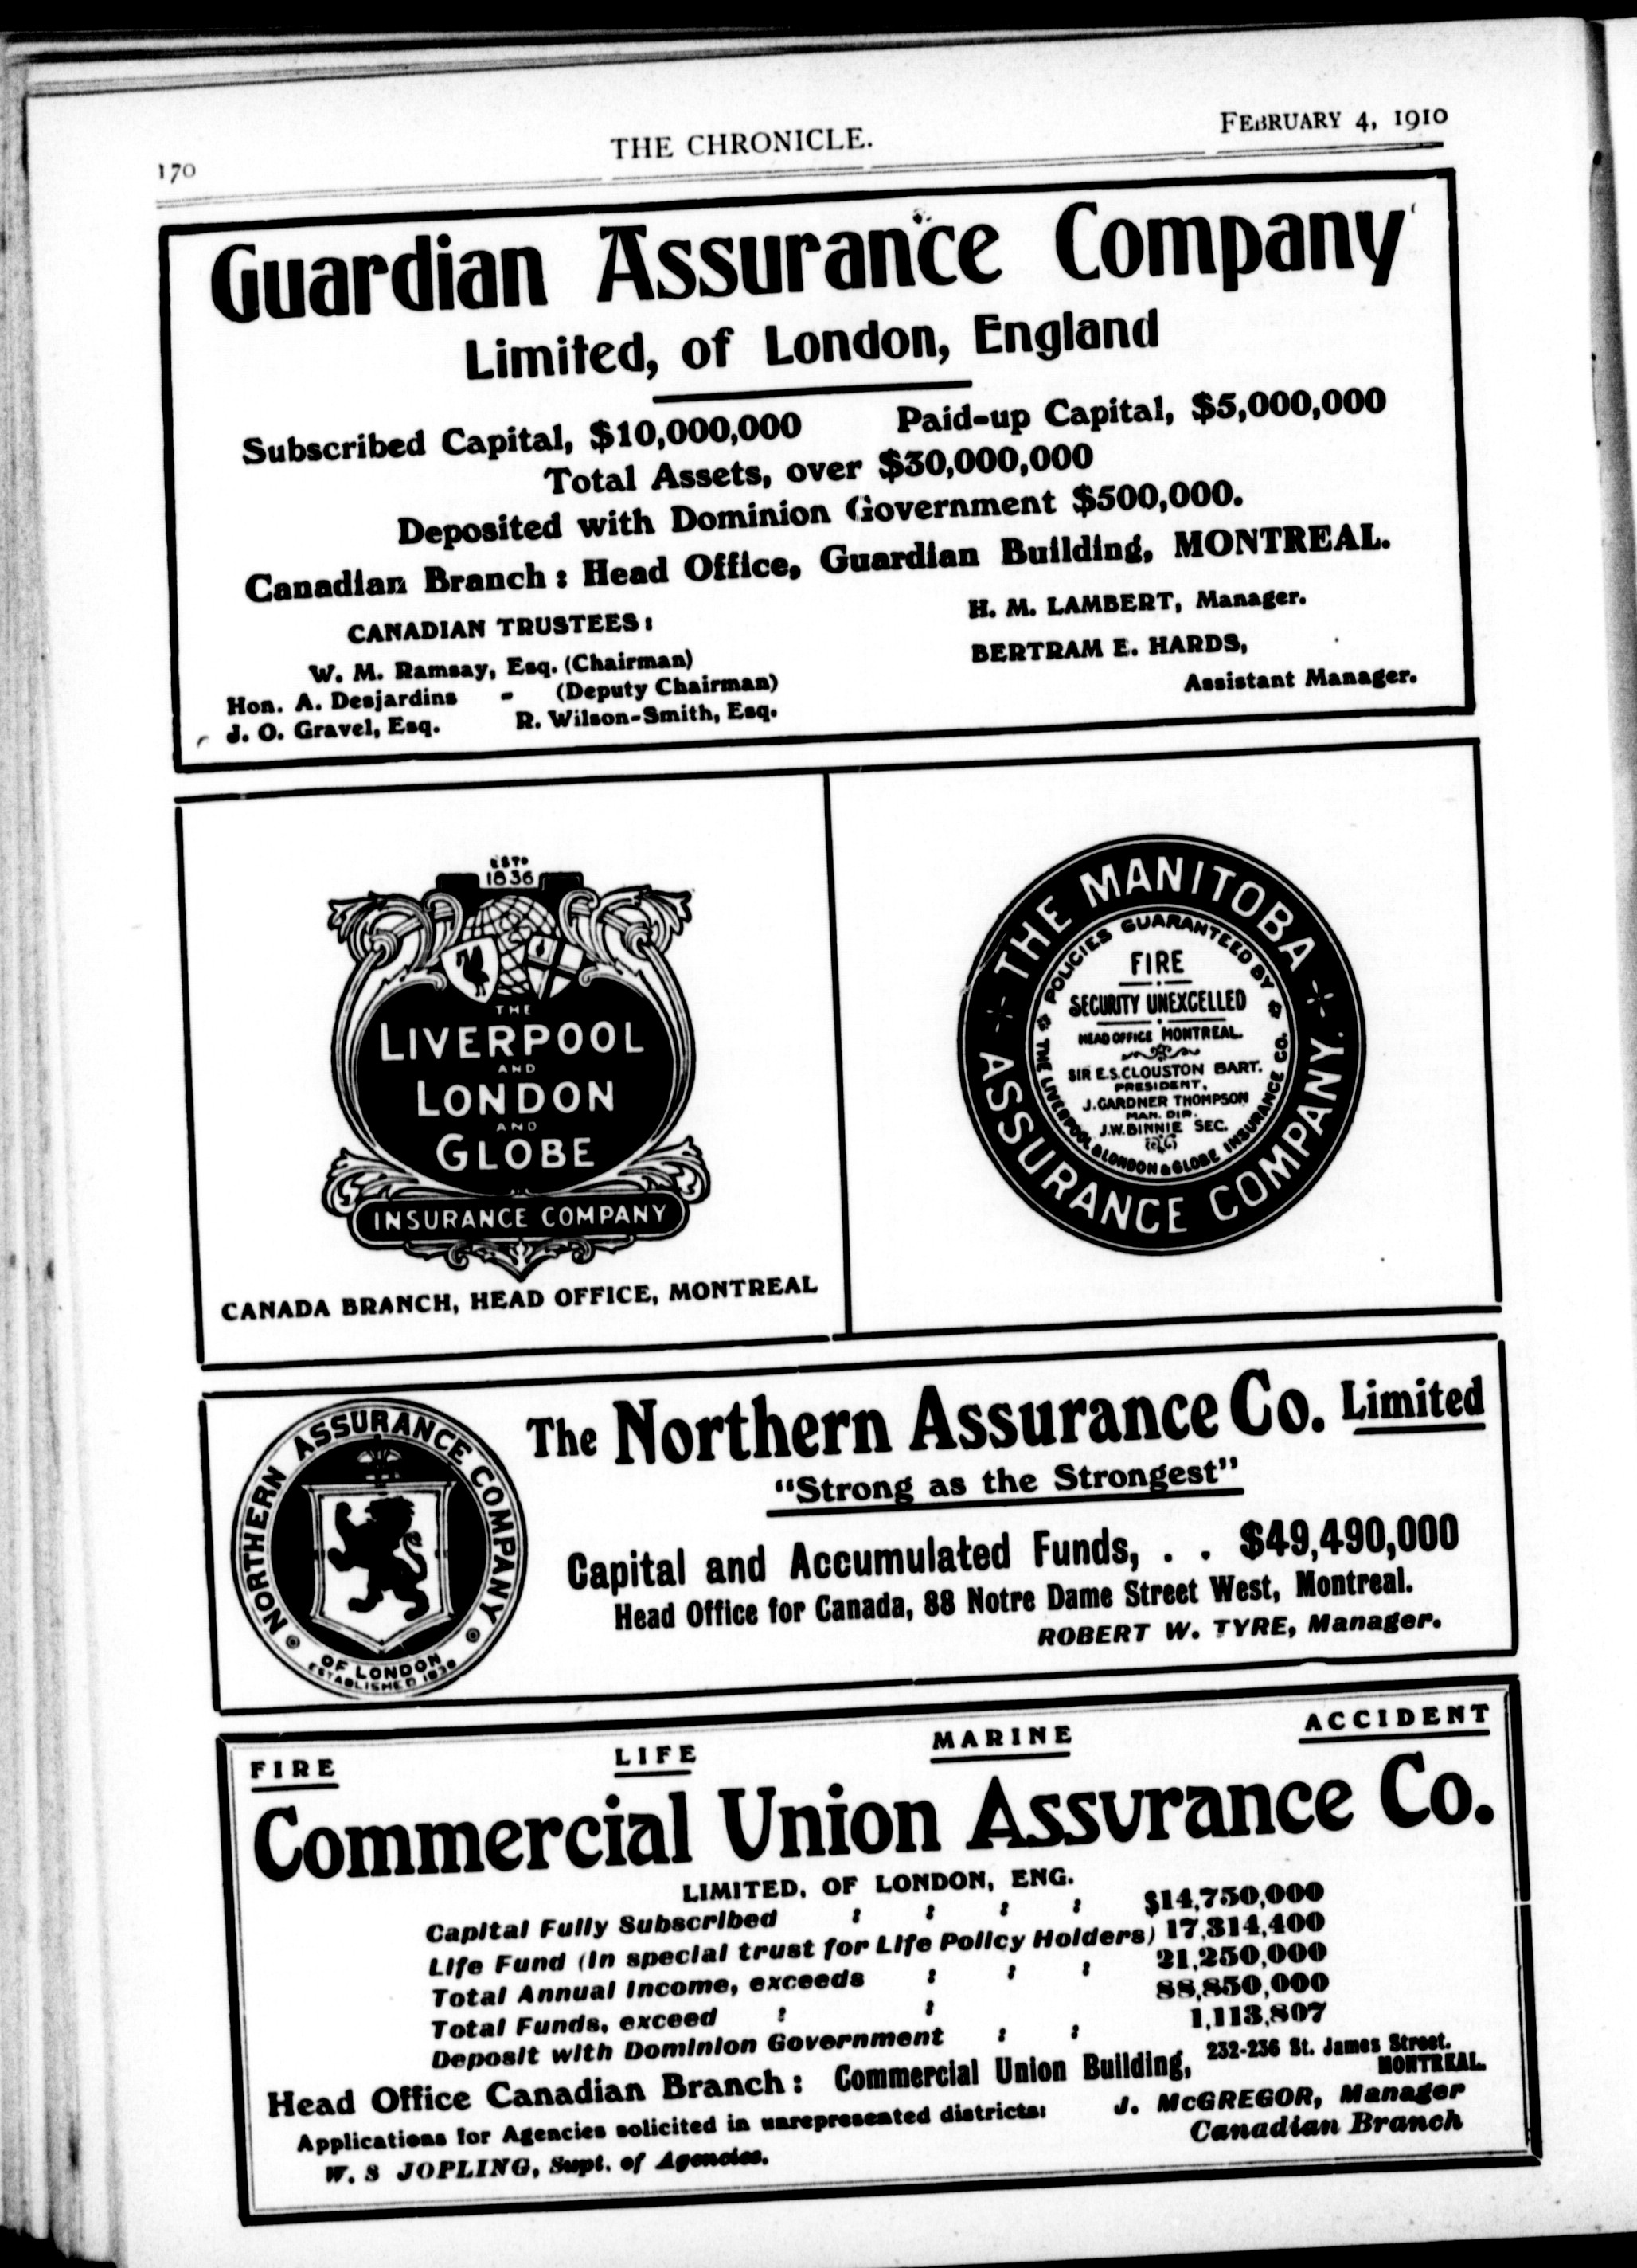 170
THE CHRONICLE.
FEBRUARY 4, 1910
Guardian Assurance Company
Limited, of London, England
Subscribed Capital, $10,000,000 Paid-up Capital, $5,000,000
Total Assets, over $30,000,000
Deposited with Dominion Government $500,000.
Canadian Branch : Head Office, Guardian Building, MONTREAL.
CANADIAN TRUSTEES :
W. M. Ramsay, Esq. (Chairman)
Hon. A. Desjardins - (Deputy Chairman)
J. O. Gravel, Esq. R. Wilson-Smith, Esq.
H. M. LAMBERT, Manager.
BERTRAM E. HARDS,
Assistant Manager.
ESTD
1836
THE
LIVERPOOL
AND
LONDON
AND
GLOBE
INSURANCE COMPANY
CANADA BRANCH, HEAD OFFICE, MONTREAL
THE MANITOBA
ASSURANCE COMPANY.
POLICIES GUARANTEED BY
THE LIVERPOOL & LONDON & GLOBE INSURANCE CO.
FIRE
SECURITY UNEXCELLED
HEAD OFFICE MONTREAL.
SIR E.S. CLOUSTON BART.
PRESIDENT,
J. GARDNER THOMPSON
MAN. DIR.
J.W. BINNIE SEC.
NORTHERN ASSURANCE COMPANY
OF LONDON
ESTABLISHED 1836
The Northern Assurance Co. Limited
"Strong as the Strongest"
Capital and Accumulated Funds, . . $49,490,000
Head Office for Canada, 88 Notre Dame Street West, Montreal.
ROBERT W. TYRE, Manager.
FIRE LIFE MARINE ACCIDENT
Commercial Union Assurance Co.
LIMITED, OF LONDON, ENG.
Capital Fully Subscribed : : : : $14,750,000
Life Fund (In special trust for Life Policy Holders) 17,314,400
Total Annual Income, exceeds : : : 21,250,000
Total Funds, exceed : : 88,850,000
Deposit with Dominion Government : : 1,113,807
Head Office Canadian Branch : Commercial Union Building, 232-236 St. James Street.
MONTREAL.
Applications for Agencies solicited in unrepresented districts:
W. S JOPLING, Supt. of Agencies.
J. McGREGOR, Manager
Canadian Branch